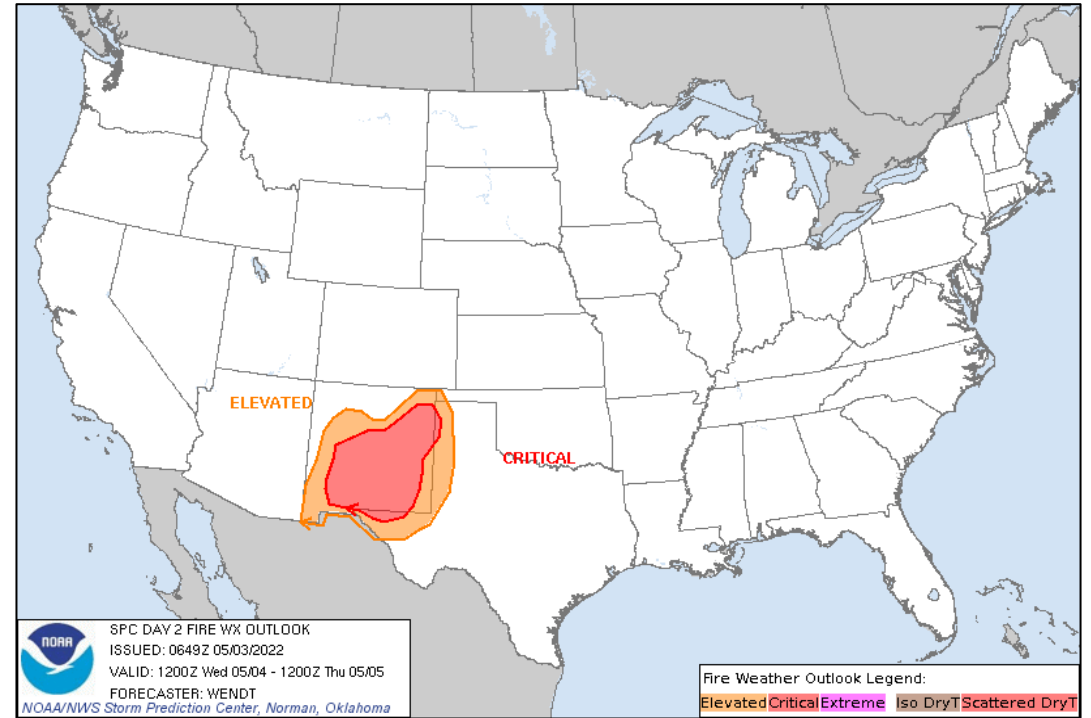 ELEVATED
CRITICAL
NOAA
SPC DAY 2 FIRE WX OUTLOOK
ISSUED: 0649Z 05/03/2022
VALID: 1200Z Wed 05/04 - 1200Z Thu 05/05
FORECASTER: WENDT
NOAA/NWS Storm Prediction Center, Norman, Oklahoma
Fire Weather Outlook Legend:
Elevated Critical Extreme Iso DryT Scattered DryT